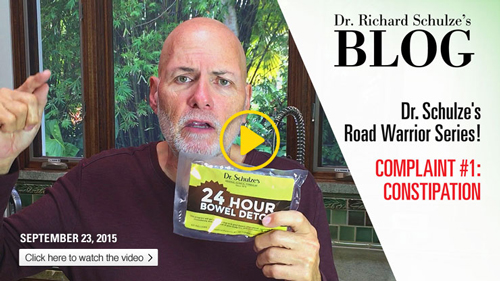 Dr. Richard Schulze's
BLOG
Dr. Schulze's
Road Warrior Series!
COMPLAINT #1:
CONSTIPATION
Dr. Schulze's
24 HOUR
BOWEL DETOX
SEPTEMBER 23, 2015
Click here to watch the video >